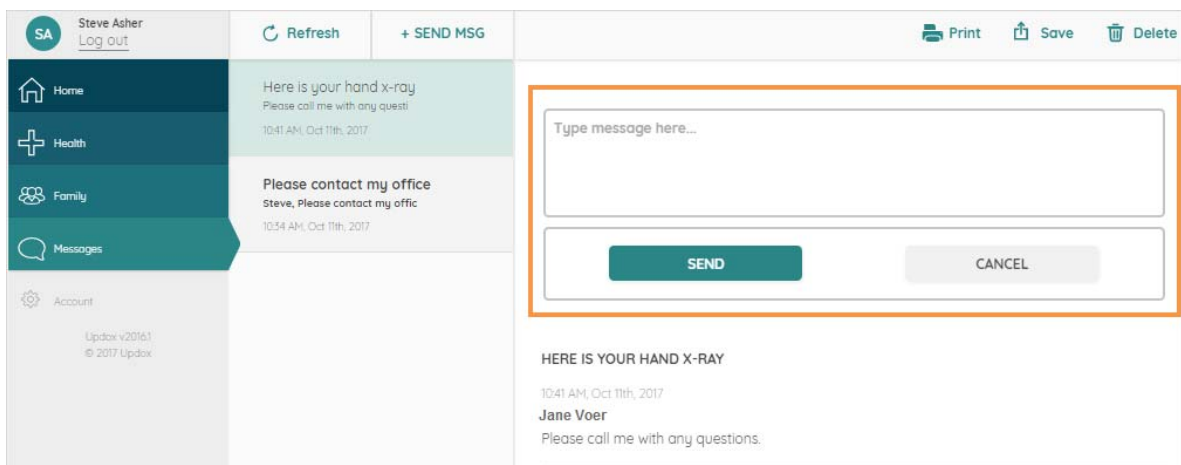 SA
Steve Asher
Log out
Home
Health
Family
Messages
Account
Updox v2016.1
© 2017 Updox
Refresh
+ SEND MSG
Here is your hand x-ray
Please call me with any questi
10:41 AM, Oct 11th, 2017
Please contact my office
Steve, Please contact my offic
10:34 AM, Oct 11th, 2017
Print
Save
Delete
Type message here...
SEND
CANCEL
HERE IS YOUR HAND X-RAY
10:41 AM, Oct 11th, 2017
Jane Voer
Please call me with any questions.